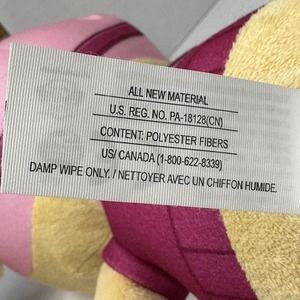 ALL NEW MATERIAL
U.S. REG. NO. PA-18128(CN)
CONTENT: POLYESTER FIBERS
US/ CANADA (1-800-622-8339)
DAMP WIPE ONLY. / NETTOYER AVEC UN CHIFFON HUMIDE.